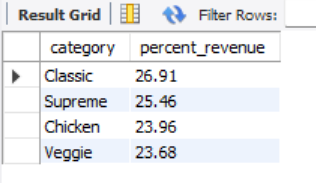 Result Grid Filter Rows:
category percent_revenue
Classic 26.91
Supreme 25.46
Chicken 23.96
Veggie 23.68